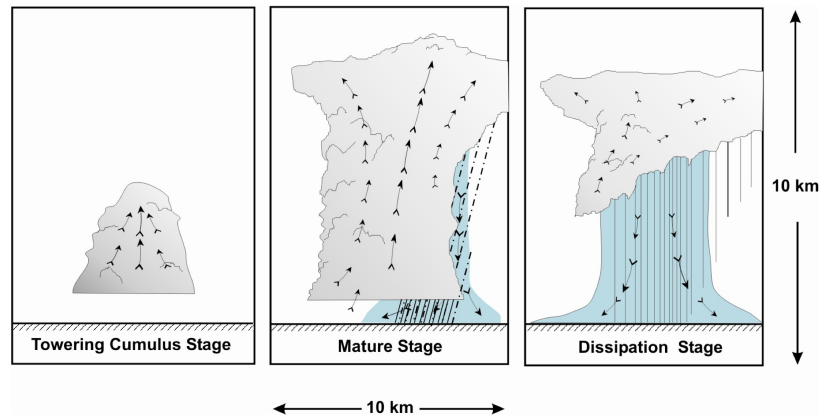 Towering Cumulus Stage
Mature Stage
Dissipation Stage
10 km
10 km